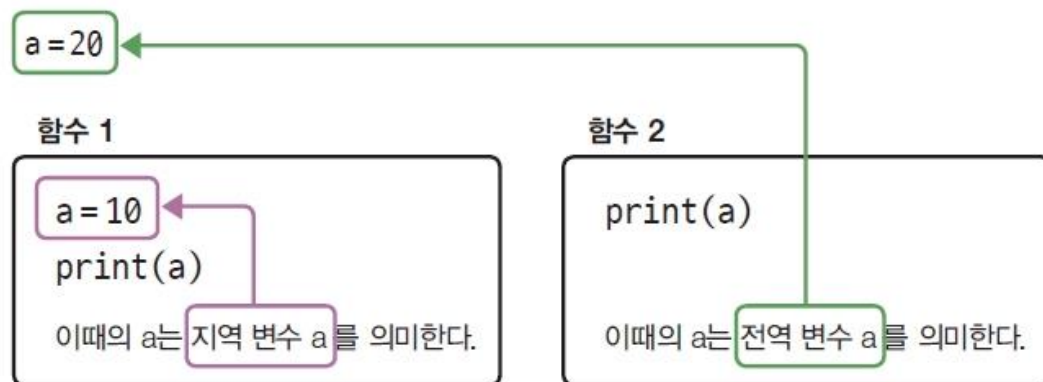 a=20
함수 1
a=10
print(a)
이때의 a는 지역 변수 a 를 의미한다.
함수 2
print(a)
이때의 a는 전역 변수 a 를 의미한다.